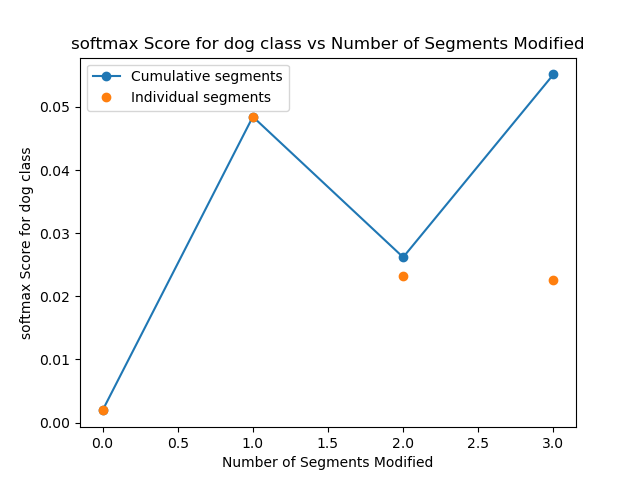 softmax Score for dog class vs Number of Segments Modified
Cumulative segments
Individual segments
softmax Score for dog class
0.05
0.04
0.03
0.02
0.01
0.00
0.0 0.5 1.0 1.5 2.0 2.5 3.0
Number of Segments Modified